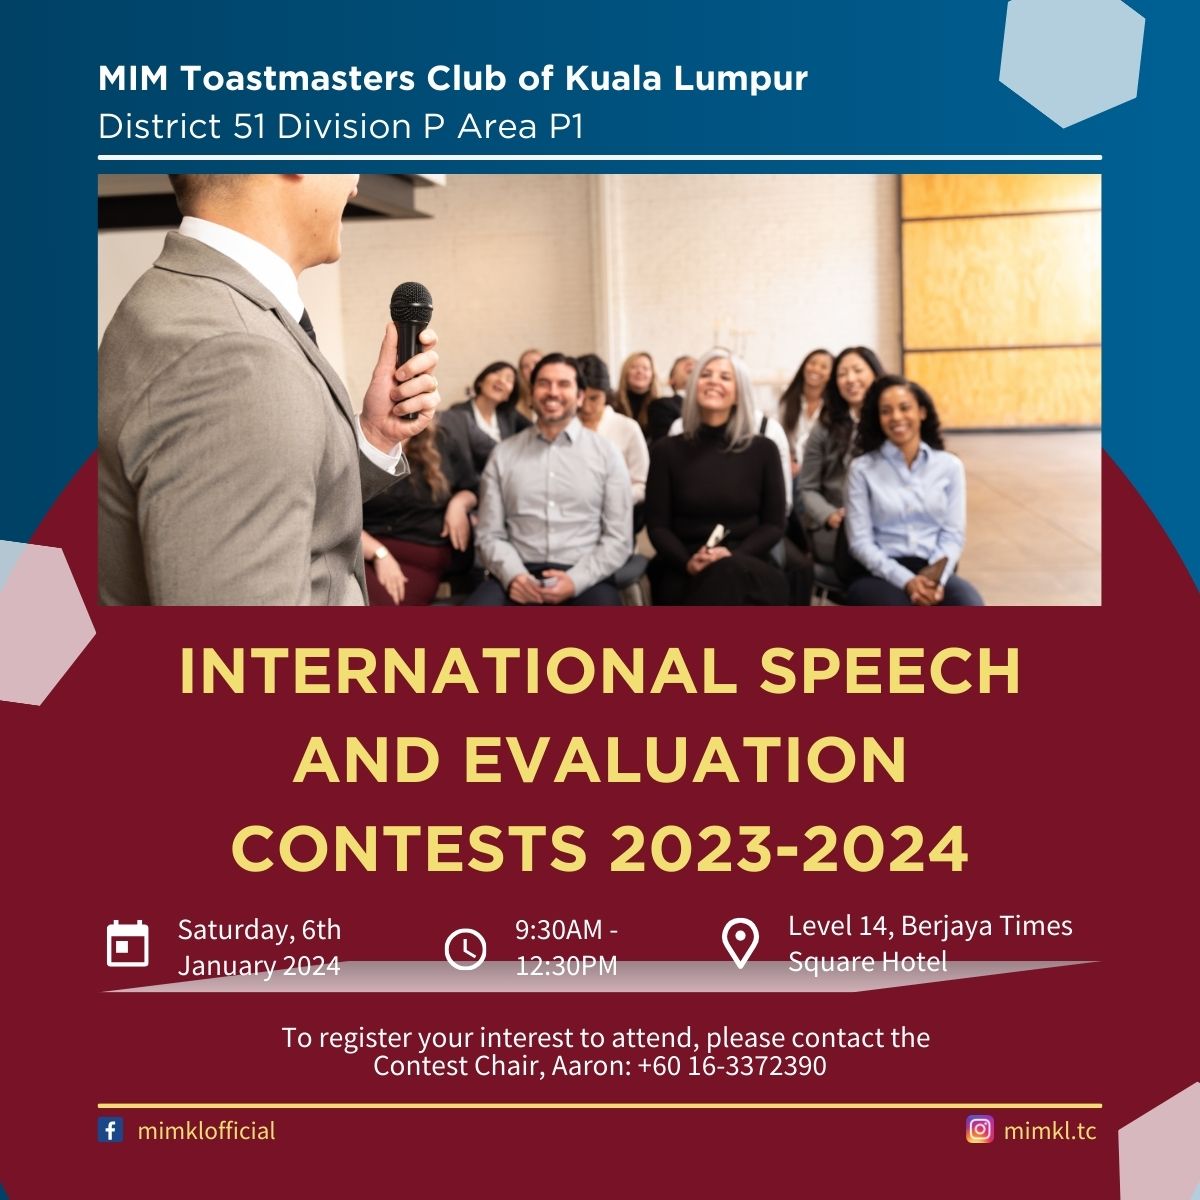 MIM Toastmasters Club of Kuala Lumpur
District 51 Division P Area P1
INTERNATIONAL SPEECH
AND EVALUATION
CONTESTS 2023-2024
Saturday, 6th
January 2024
9:30AM -
12:30PM
Level 14, Berjaya Times
Square Hotel
To register your interest to attend, please contact the
Contest Chair, Aaron: +60 16-3372390
mimklofficial
mimkl.tc